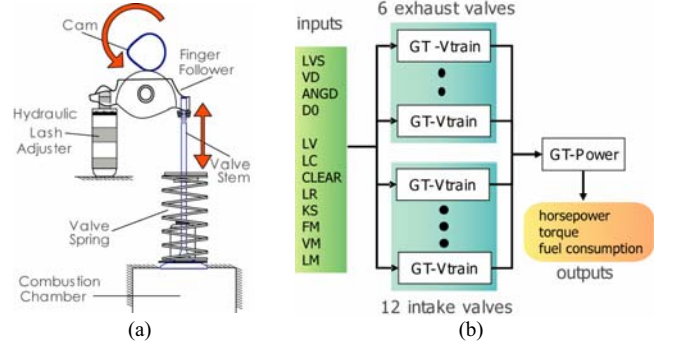 Cam
Finger
Follower
Hydraulic
Lash
Adjuster
Valve
Stem
Valve
Spring
Combustion
Chamber
(a)
inputs
LVS
VD
ANGD
D0
LV
LC
CLEAR
LR
KS
FM
VM
LM
6 exhaust valves
GT -Vtrain
GT-Vtrain
GT-Vtrain
GT-Vtrain
12 intake valves
GT-Power
horsepower
torque
fuel consumption
outputs
(b)